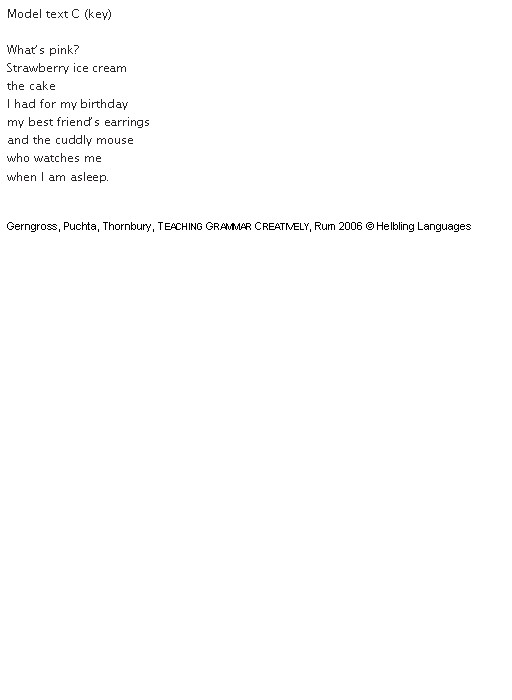 Model text C (key)
What's pink?
Strawberry ice cream
the cake
I had for my birthday
my best friend's earrings
and the cuddly mouse
who watches me
when I am asleep.
Gerngross, Puchta, Thornbury, TEACHING GRAMMAR CREATIVELY, Rum 2006 © Helbling Languages